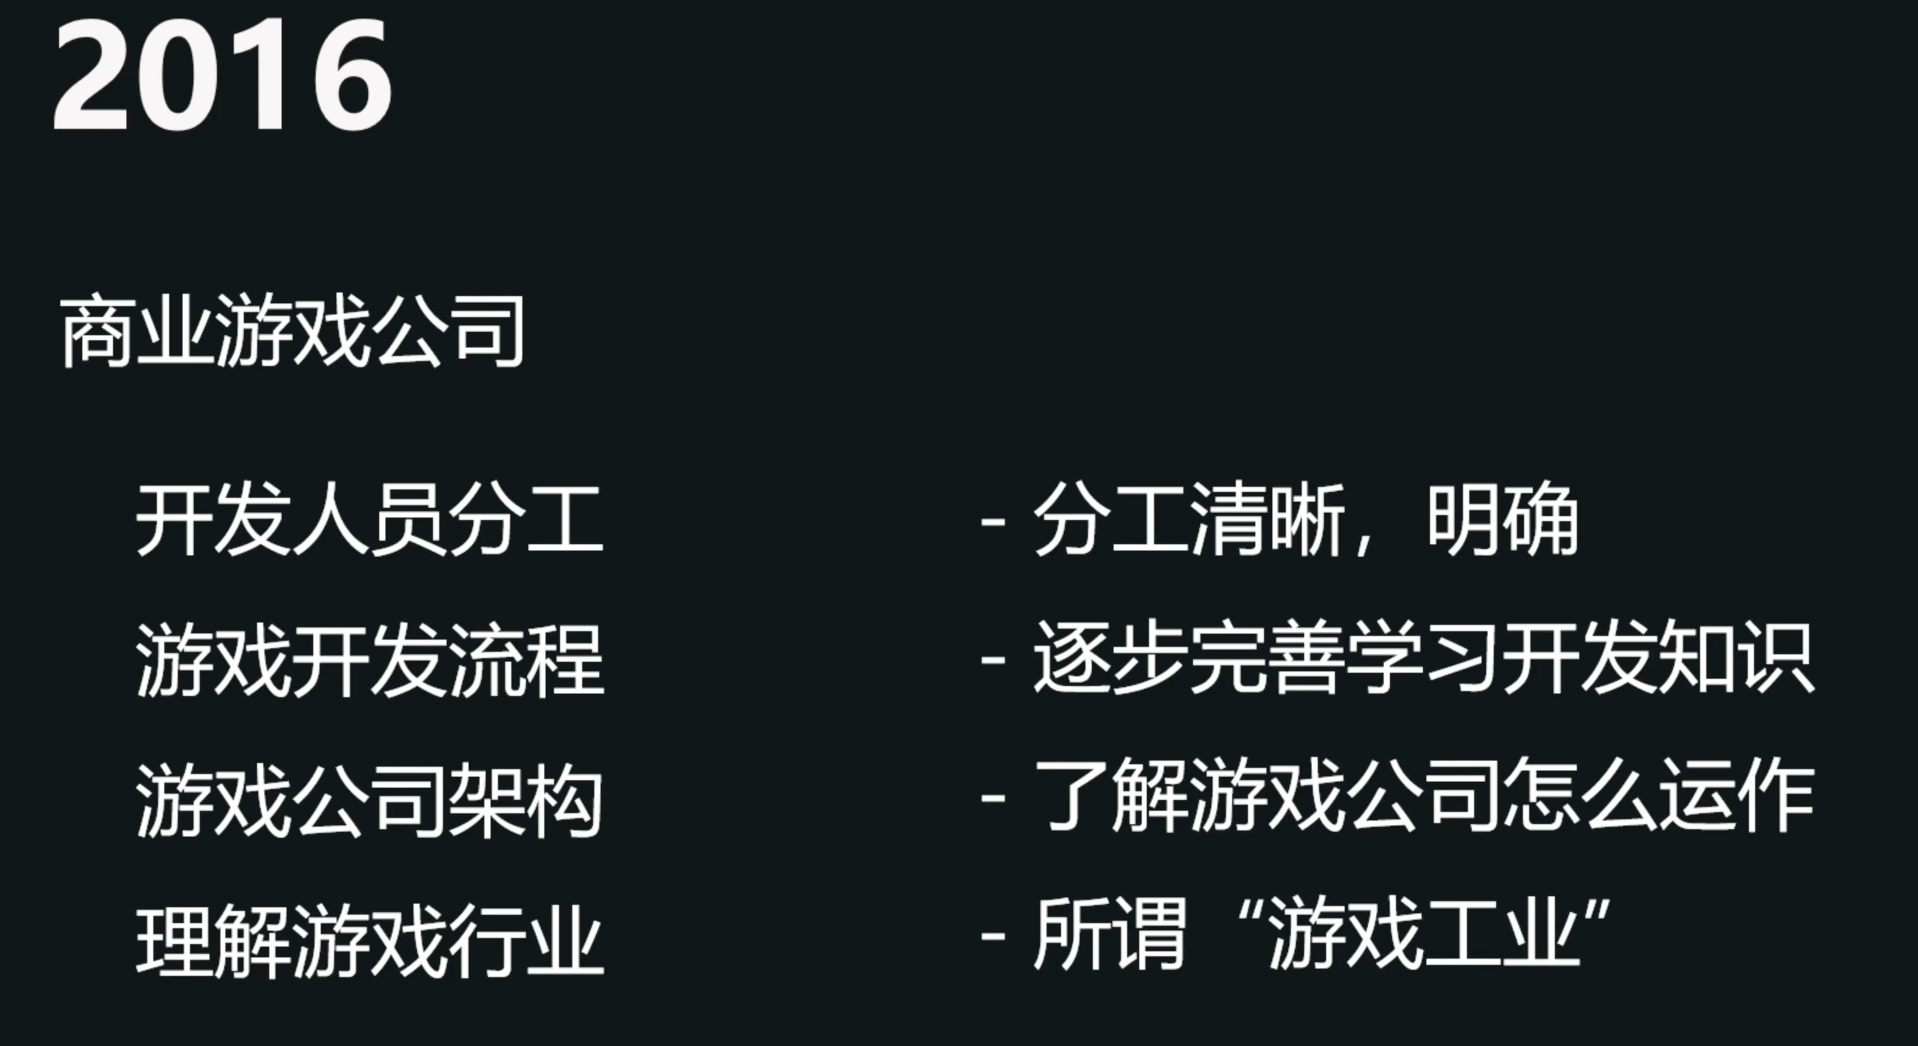 2016
商业游戏公司
开发人员分工 - 分工清晰，明确
游戏开发流程 - 逐步完善学习开发知识
游戏公司架构 - 了解游戏公司怎么运作
理解游戏行业 - 所谓“游戏工业”